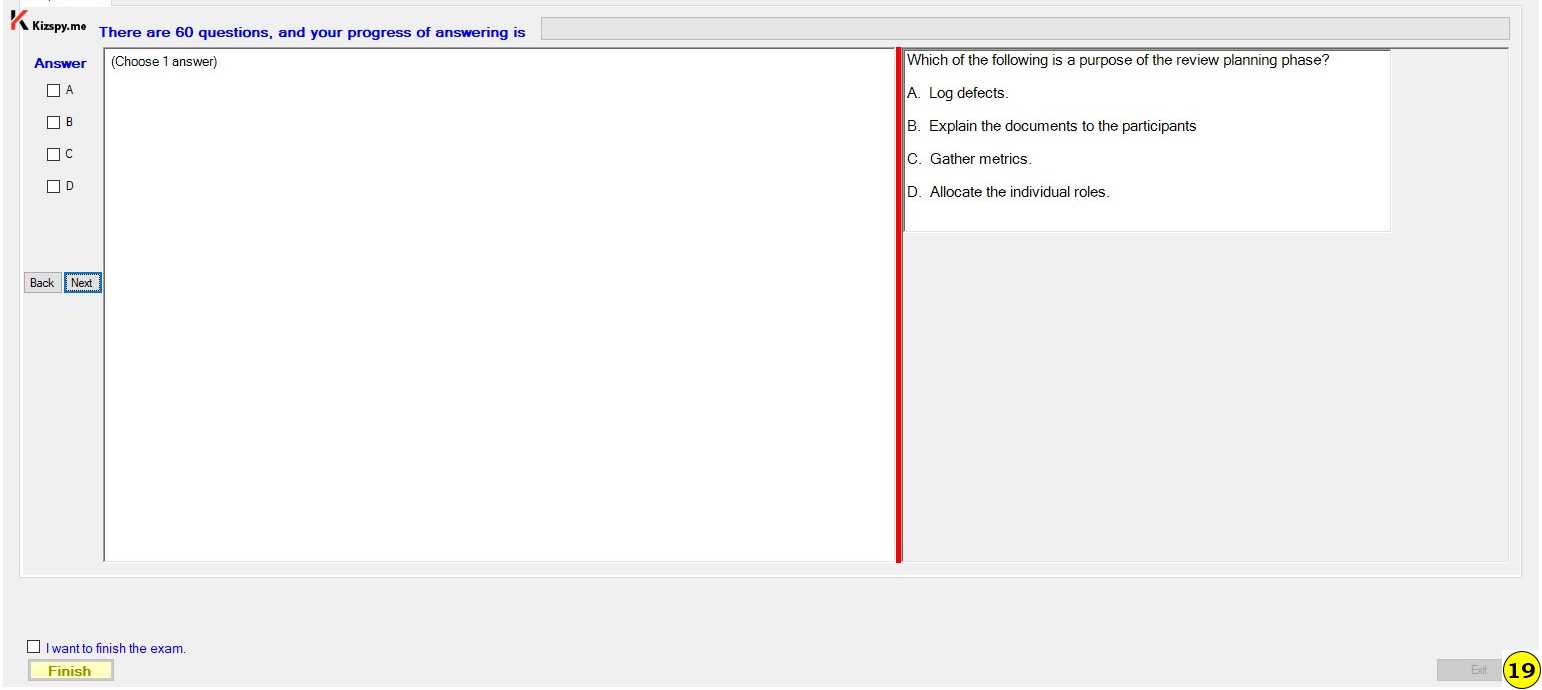 Kizspy.me
There are 60 questions, and your progress of answering is
Answer
(Choose 1 answer)
A
B
C
D
Back
Next
Which of the following is a purpose of the review planning phase?
A. Log defects.
B. Explain the documents to the participants
C. Gather metrics.
D. Allocate the individual roles.
I want to finish the exam.
Finish
Exit
19